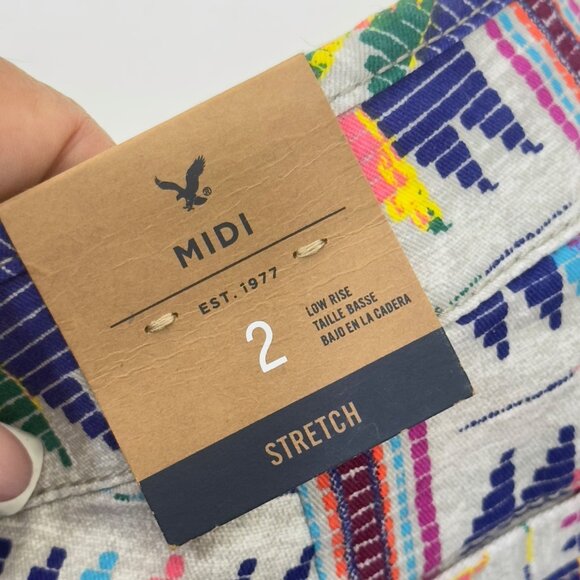 ®
MIDI
EST. 1977
2
LOW RISE
TAILLE BASSE
BAJO EN LA CADERA
STRETCH